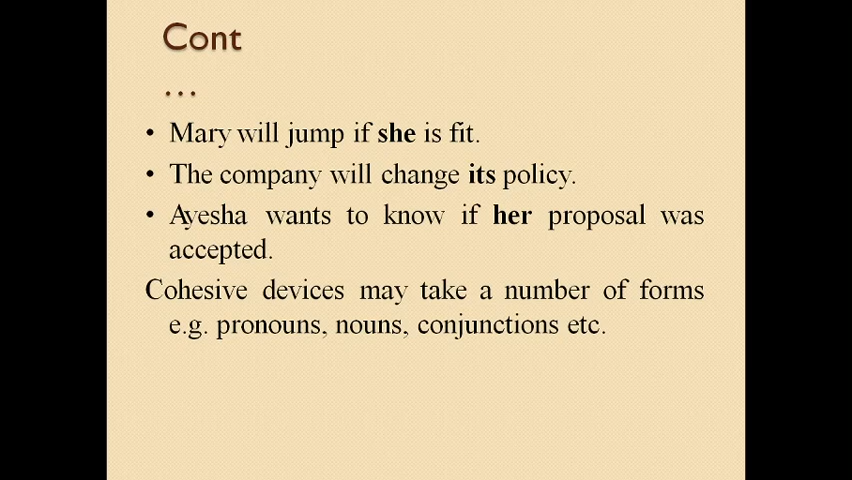 Cont
…
• Mary will jump if she is fit.
• The company will change its policy.
• Ayesha wants to know if her proposal was
accepted.
Cohesive devices may take a number of forms
e.g. pronouns, nouns, conjunctions etc.